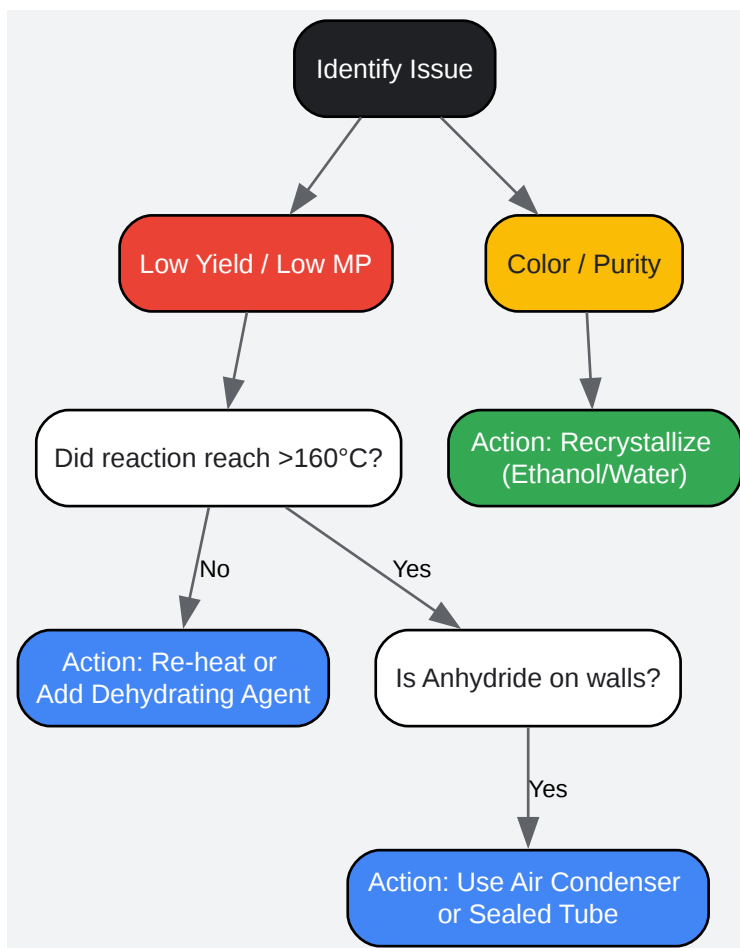 Identify Issue
Low Yield / Low MP
Color / Purity
Did reaction reach >160°C?
Action: Recrystallize
(Ethanol/Water)
No
Yes
Action: Re-heat or
Add Dehydrating Agent
Is Anhydride on walls?
Yes
Action: Use Air Condenser
or Sealed Tube